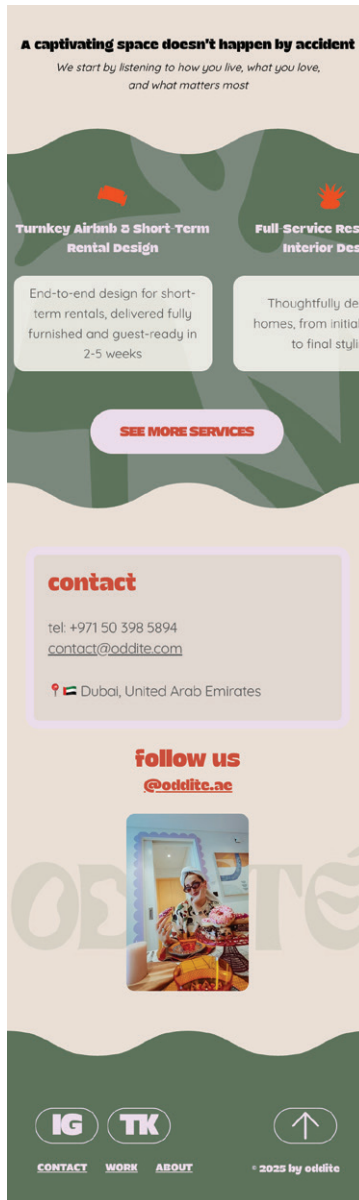 A captivating space doesn't happen by accident
We start by listening to how you live, what you love,
and what matters most
Turnkey Airbnb & Short-Term
Rental Design
End-to-end design for short-
term rentals, delivered fully
furnished and guest-ready in
2-5 weeks
Full-Service Res
Interior Des
Thoughtfully de
homes, from initial
to final styli
SEE MORE SERVICES
contact
tel: +971 50 398 5894
contact@oddite.com
Dubai, United Arab Emirates
follow us
@oddite.ae
ODDITÉ
IG TK
CONTACT WORK ABOUT
© 2025 by oddite